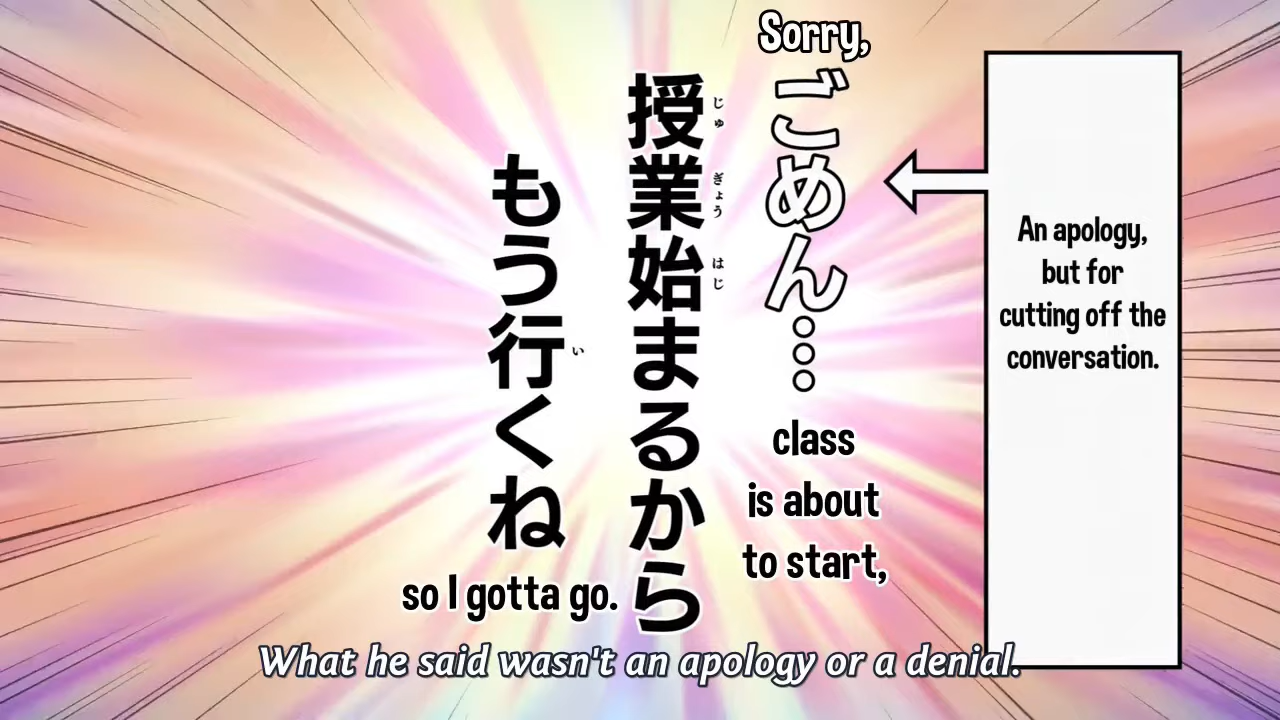 Sorry,
ごめん…
class
is about
to start,
授業始まるから
じゅ
ぎょう
はじ
もう行くね
い
so I gotta go.
An apology,
but for
cutting off the
conversation.
What he said wasn't an apology or a denial.